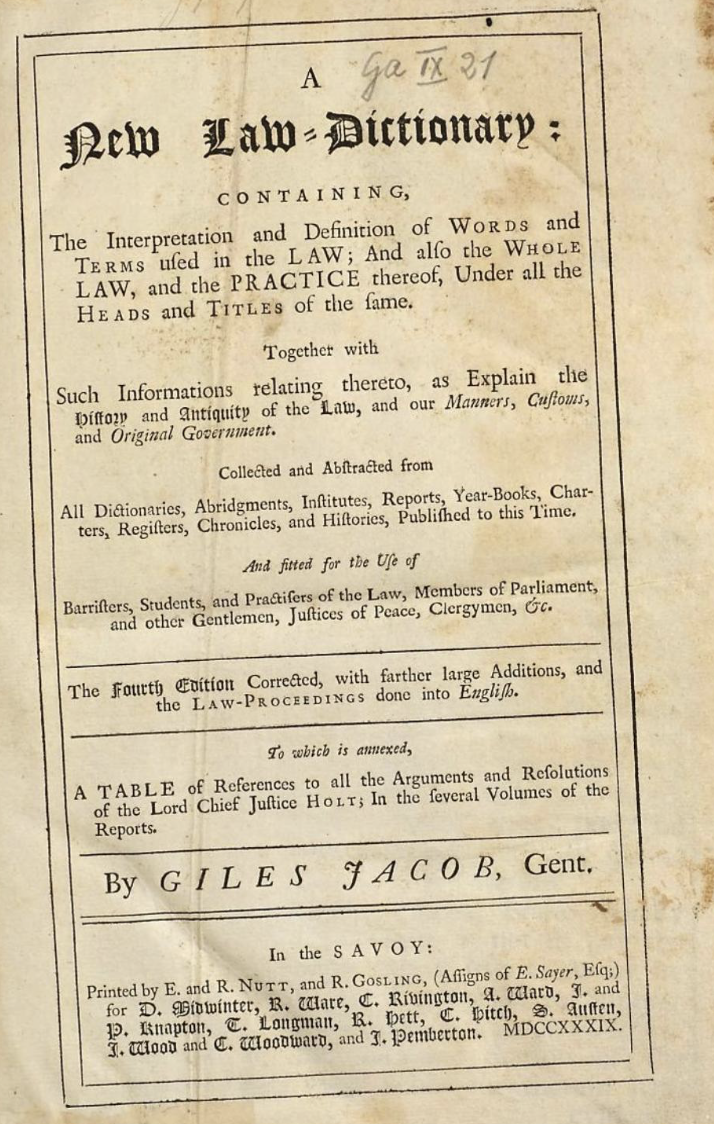 Ga IX 21
A
New Law-Dictionary:
CONTAINING,
The Interpretation and Definition of WORDS and
TERMS uſed in the LAW; And alſo the WHOLE
LAW, and the PRACTICE thereof, Under all the
HEADS and TITLES of the ſame.
Together with
Such Informations relating thereto, as Explain the
Hiſtory and Antiquity of the Law, and our Manners, Cuſtoms,
and Original Government.
Collected and Abſtracted from
All Dictionaries, Abridgments, Inſtitutes, Reports, Year-Books, Char-
ters, Regiſters, Chronicles, and Hiſtories, Publiſhed to this Time.
And fitted for the Uſe of
Barriſters, Students, and Practiſers of the Law, Members of Parliament,
and other Gentlemen, Juſtices of Peace, Clergymen, &c.
The Fourth Edition Corrected, with farther large Additions, and
the LAW-PROCEEDINGS done into Engliſh.
To which is annexed,
A TABLE of References to all the Arguments and Reſolutions
of the Lord Chief Juſtice HOLT; In the ſeveral Volumes of the
Reports.
By GILES JACOB, Gent.
In the SAVOY:
Printed by E. and R. NUTT, and R. GOSLING, (Aſſigns of E. Sayer, Eſq;)
for D. Midwinter, R. Ware, C. Rivington, A. Ward, J. and
P. Knapton, T. Longman, R. Hett, C. Hitch, S. Auſten,
J. Wood and C. Woodward, and J. Pemberton. MDCCXXXIX.